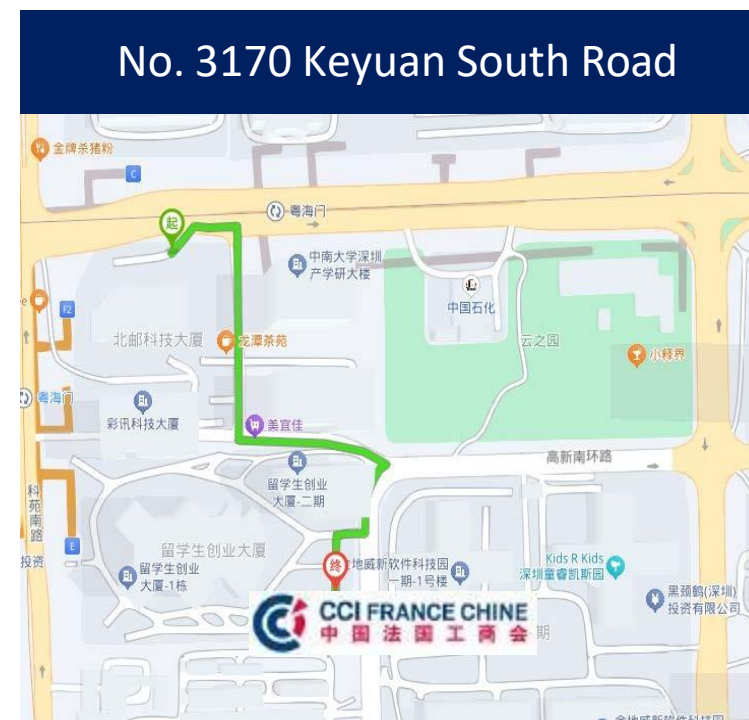 No. 3170 Keyuan South Road
金牌杀猪粉
C
起
粤海门
中南大学深圳
产学研大楼
中国石化
F2
北邮科技大厦
龙潭茶苑
云之园
小释界
粤海门
彩讯科技大厦
美宜佳
高新南环路
留学生创业
大厦-二期
科苑南路
E
投资
留学生创业大厦
留学生创业
大厦-1栋
终
地威新软件科技园
一期-1号楼
Kids R Kids
深圳童睿凯斯园
黑颈鹤(深圳)
投资有限公司
CCI FRANCE CHINE
中国法国工商会
期